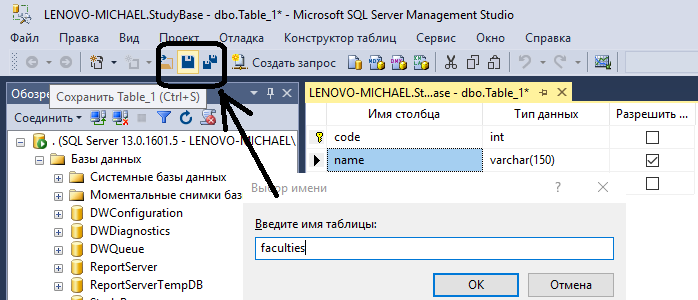 LENOVO-MICHAEL.StudyBase - dbo.Table_1* - Microsoft SQL Server Management Studio
Файл Правка Вид Проект Отладка Конструктор таблиц Сервис Окно Справка
Создать запрос
Сохранить Table_1 (Ctrl+S)
Обозре
LENOVO-MICHAEL.St...ase - dbo.Table_1*
Соединить
Имя столбца Тип данных Разрешить ...
. (SQL Server 13.0.1601.5 - LENOVO-MICHAEL\
code int
Базы данных
name varchar(150)
Системные базы данных
Моментальные снимки баз
Выбор имени
DWConfiguration
Введите имя таблицы:
DWDiagnostics
faculties
DWQueue
ReportServer
ReportServerTempDB
OK Отмена